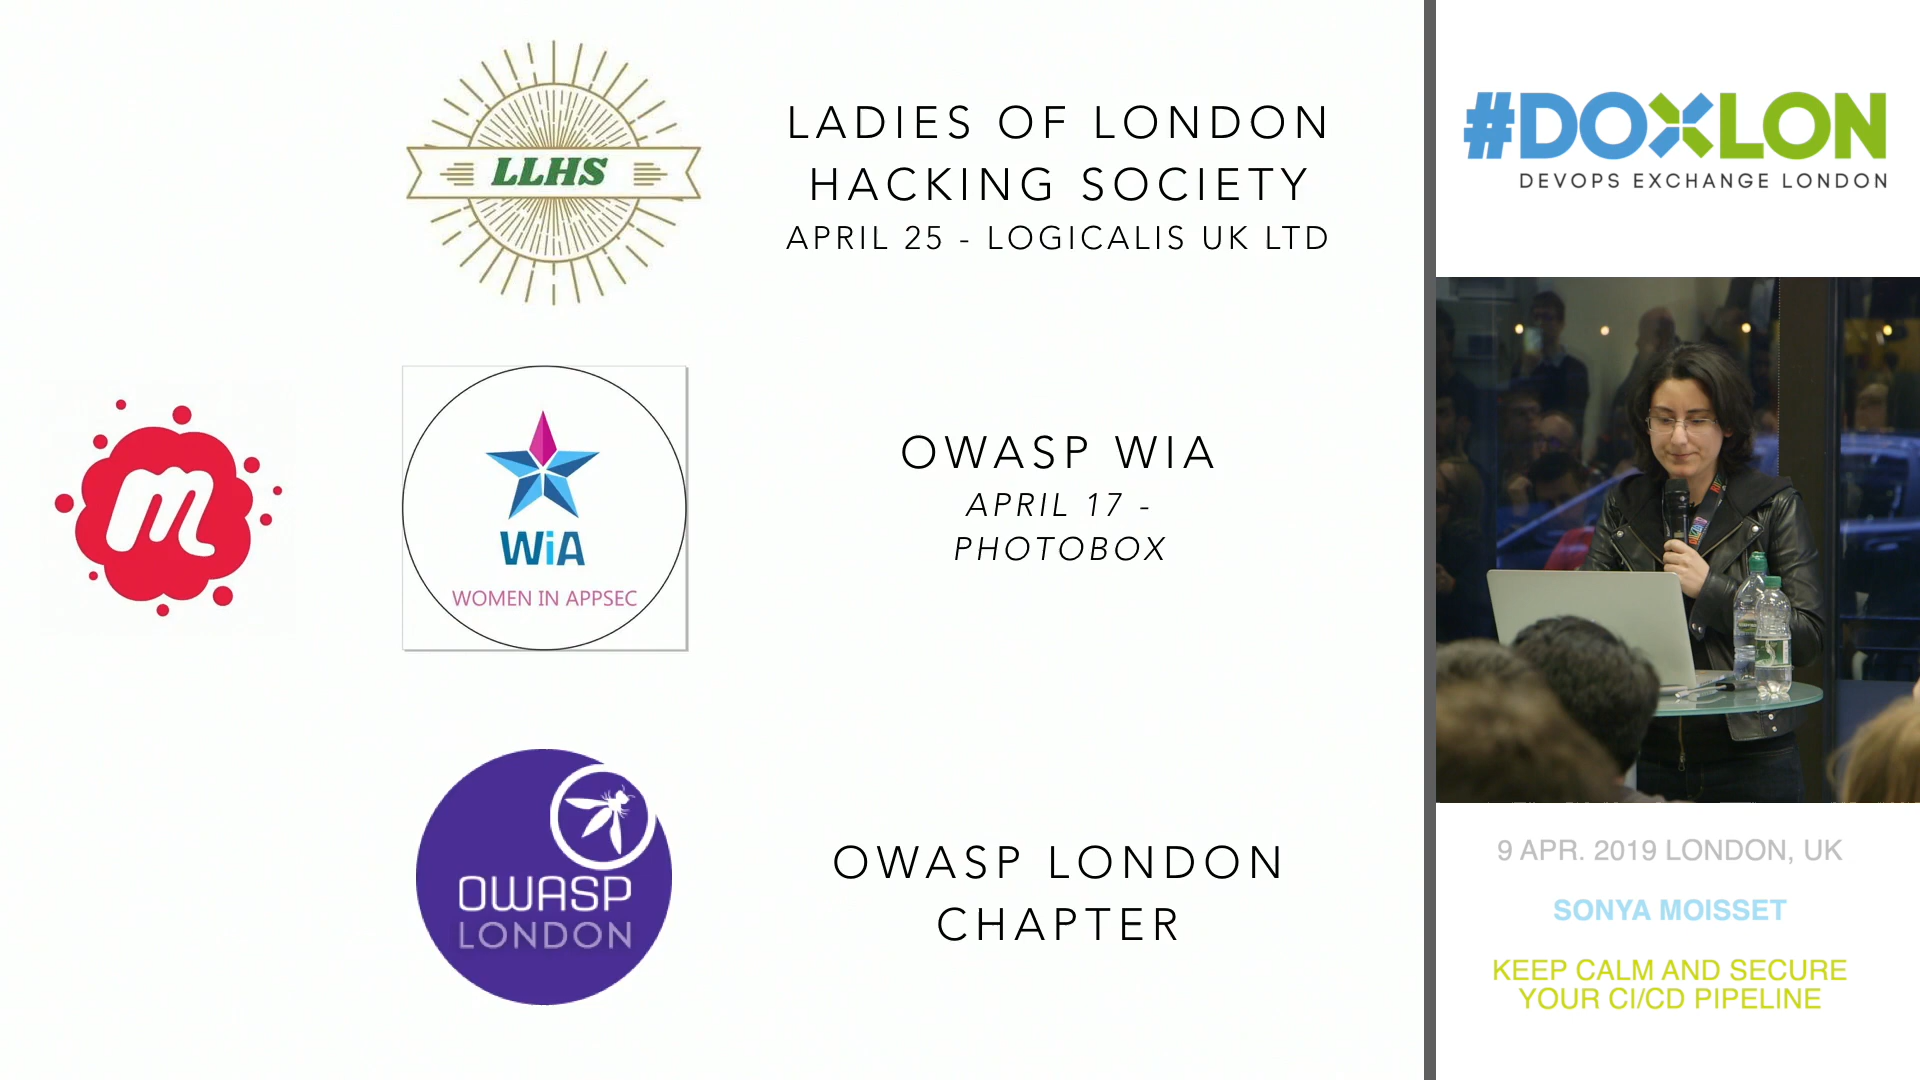 LLHS
LADIES OF LONDON
HACKING SOCIETY
APRIL 25 - LOGICALIS UK LTD
m
WiA
WOMEN IN APPSEC
OWASP WIA
APRIL 17 -
PHOTOBOX
OWASP
LONDON
OWASP LONDON
CHAPTER
#DOXLON
DEVOPS EXCHANGE LONDON
9 APR. 2019 LONDON, UK
SONYA MOISSET
KEEP CALM AND SECURE
YOUR CI/CD PIPELINE